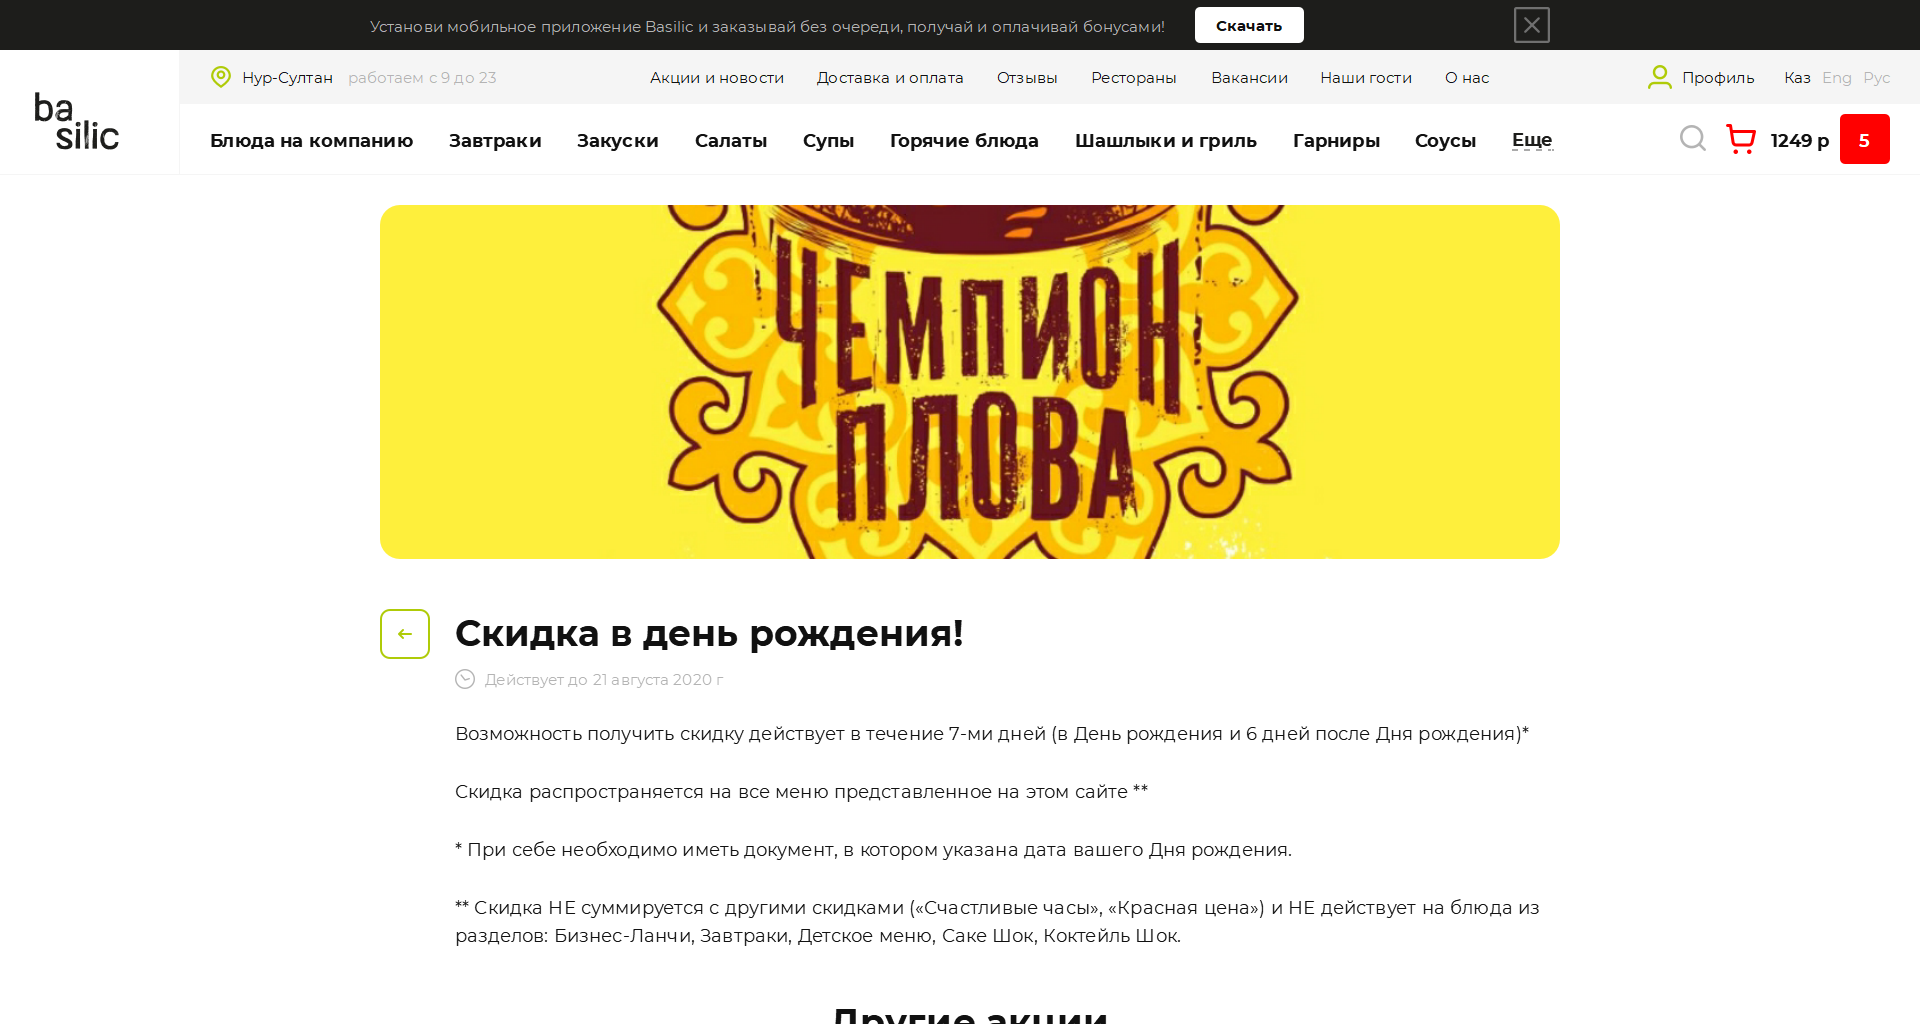 Установи мобильное приложение Basilic и заказывай без очереди, получай и оплачивай бонусами!
Скачать
ba
silic
Нур-Султан
работаем с 9 до 23
Акции и новости
Доставка и оплата
Отзывы
Рестораны
Вакансии
Наши гости
О нас
Профиль
Каз
Eng
Рус
Блюда на компанию
Завтраки
Закуски
Салаты
Супы
Горячие блюда
Шашлыки и гриль
Гарниры
Соусы
Еще
1249 р
5
ЧЕМПИОН
ПЛОВА
Скидка в день рождения!
Действует до 21 августа 2020 г
Возможность получить скидку действует в течение 7-ми дней (в День рождения и 6 дней после Дня рождения)*
Скидка распространяется на все меню представленное на этом сайте **
* При себе необходимо иметь документ, в котором указана дата вашего Дня рождения.
** Скидка НЕ суммируется с другими скидками («Счастливые часы», «Красная цена») и НЕ действует на блюда из
разделов: Бизнес-Ланчи, Завтраки, Детское меню, Саке Шок, Коктейль Шок.
Другие акции